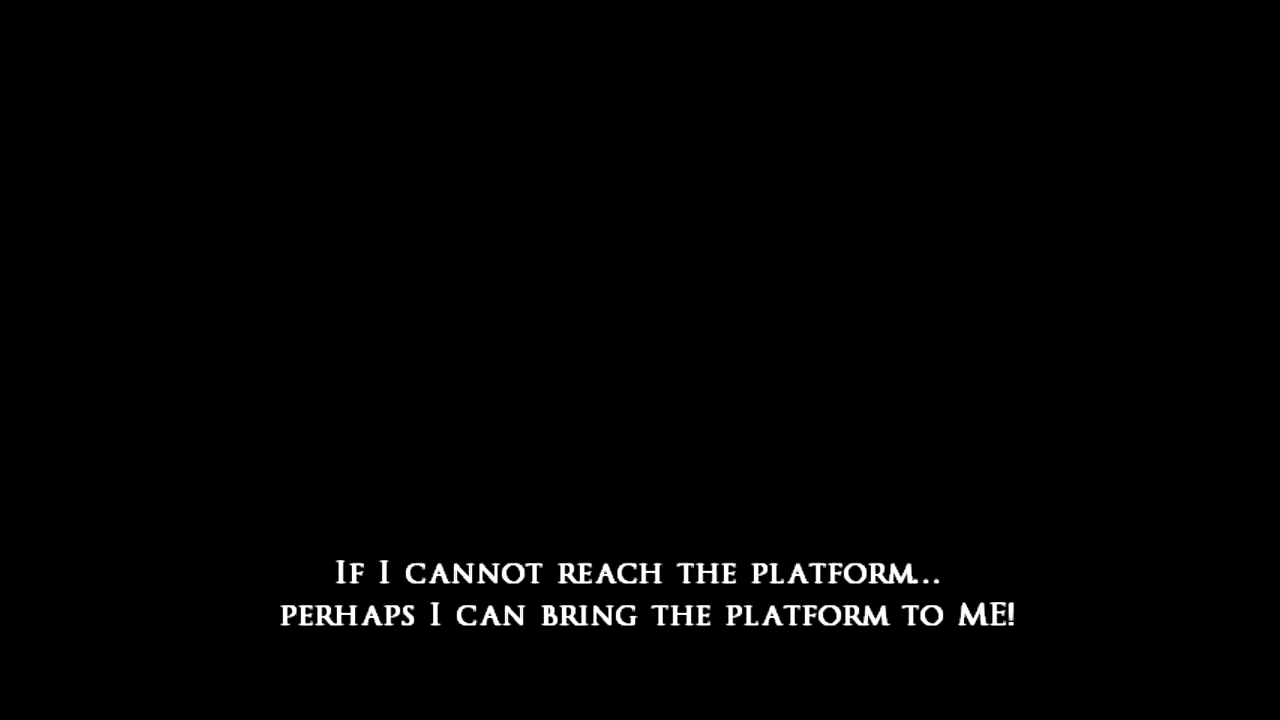 If I cannot reach the platform...
perhaps I can bring the platform to ME!